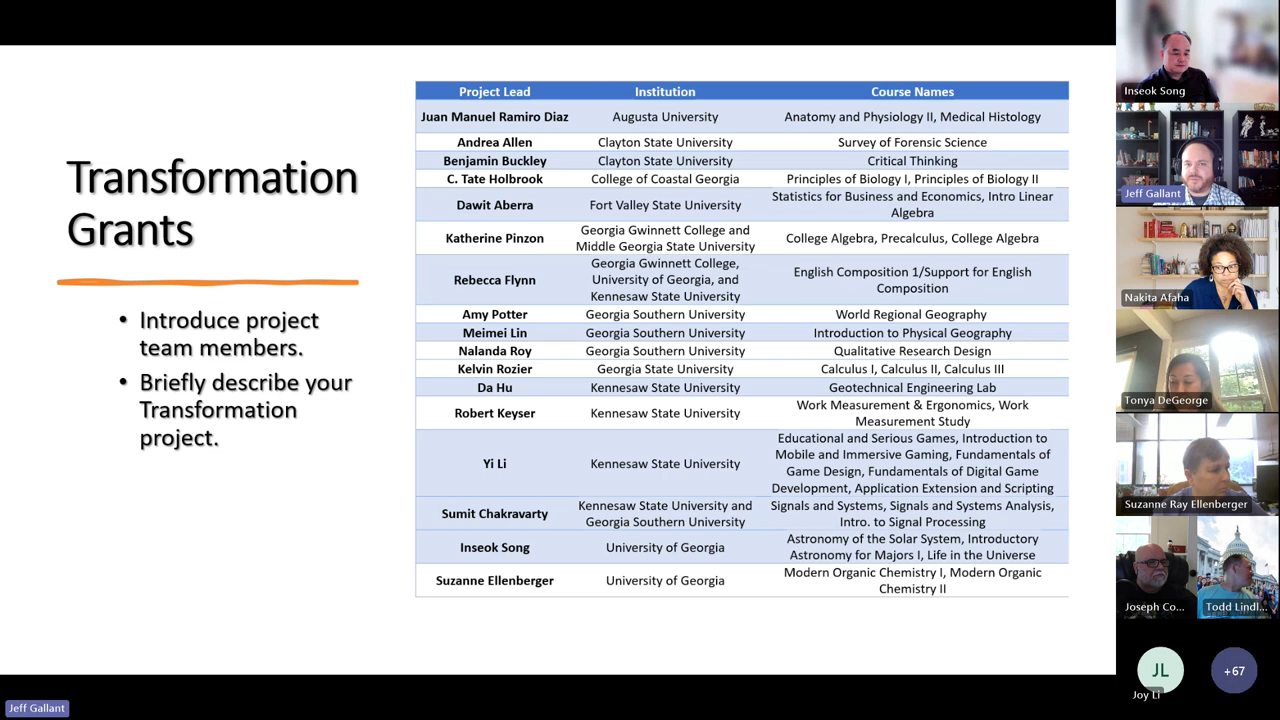 Transformation
Grants
• Introduce project
team members.
• Briefly describe your
Transformation
project.
Project Lead Institution Course Names
Juan Manuel Ramiro Diaz Augusta University Anatomy and Physiology II, Medical Histology
Andrea Allen Clayton State University Survey of Forensic Science
Benjamin Buckley Clayton State University Critical Thinking
C. Tate Holbrook College of Coastal Georgia Principles of Biology I, Principles of Biology II
Dawit Aberra Fort Valley State University Statistics for Business and Economics, Intro Linear
Algebra
Katherine Pinzon Georgia Gwinnett College and
Middle Georgia State University College Algebra, Precalculus, College Algebra
Rebecca Flynn Georgia Gwinnett College,
University of Georgia, and
Kennesaw State University English Composition 1/Support for English
Composition
Amy Potter Georgia Southern University World Regional Geography
Meimei Lin Georgia Southern University Introduction to Physical Geography
Nalanda Roy Georgia Southern University Qualitative Research Design
Kelvin Rozier Georgia State University Calculus I, Calculus II, Calculus III
Da Hu Kennesaw State University Geotechnical Engineering Lab
Robert Keyser Kennesaw State University Work Measurement & Ergonomics, Work
Measurement Study
Yi Li Kennesaw State University Educational and Serious Games, Introduction to
Mobile and Immersive Gaming, Fundamentals of
Game Design, Fundamentals of Digital Game
Development, Application Extension and Scripting
Sumit Chakravarty Kennesaw State University and
Georgia Southern University Signals and Systems, Signals and Systems Analysis,
Intro. to Signal Processing
Inseok Song University of Georgia Astronomy of the Solar System, Introductory
Astronomy for Majors I, Life in the Universe
Suzanne Ellenberger University of Georgia Modern Organic Chemistry I, Modern Organic
Chemistry II
Inseok Song
Jeff Gallant
Nakita Afaha
Tonya DeGeorge
Suzanne Ray Ellenberger
Joseph Co...
Todd Lindl...
JL
Joy Li
+67
Jeff Gallant